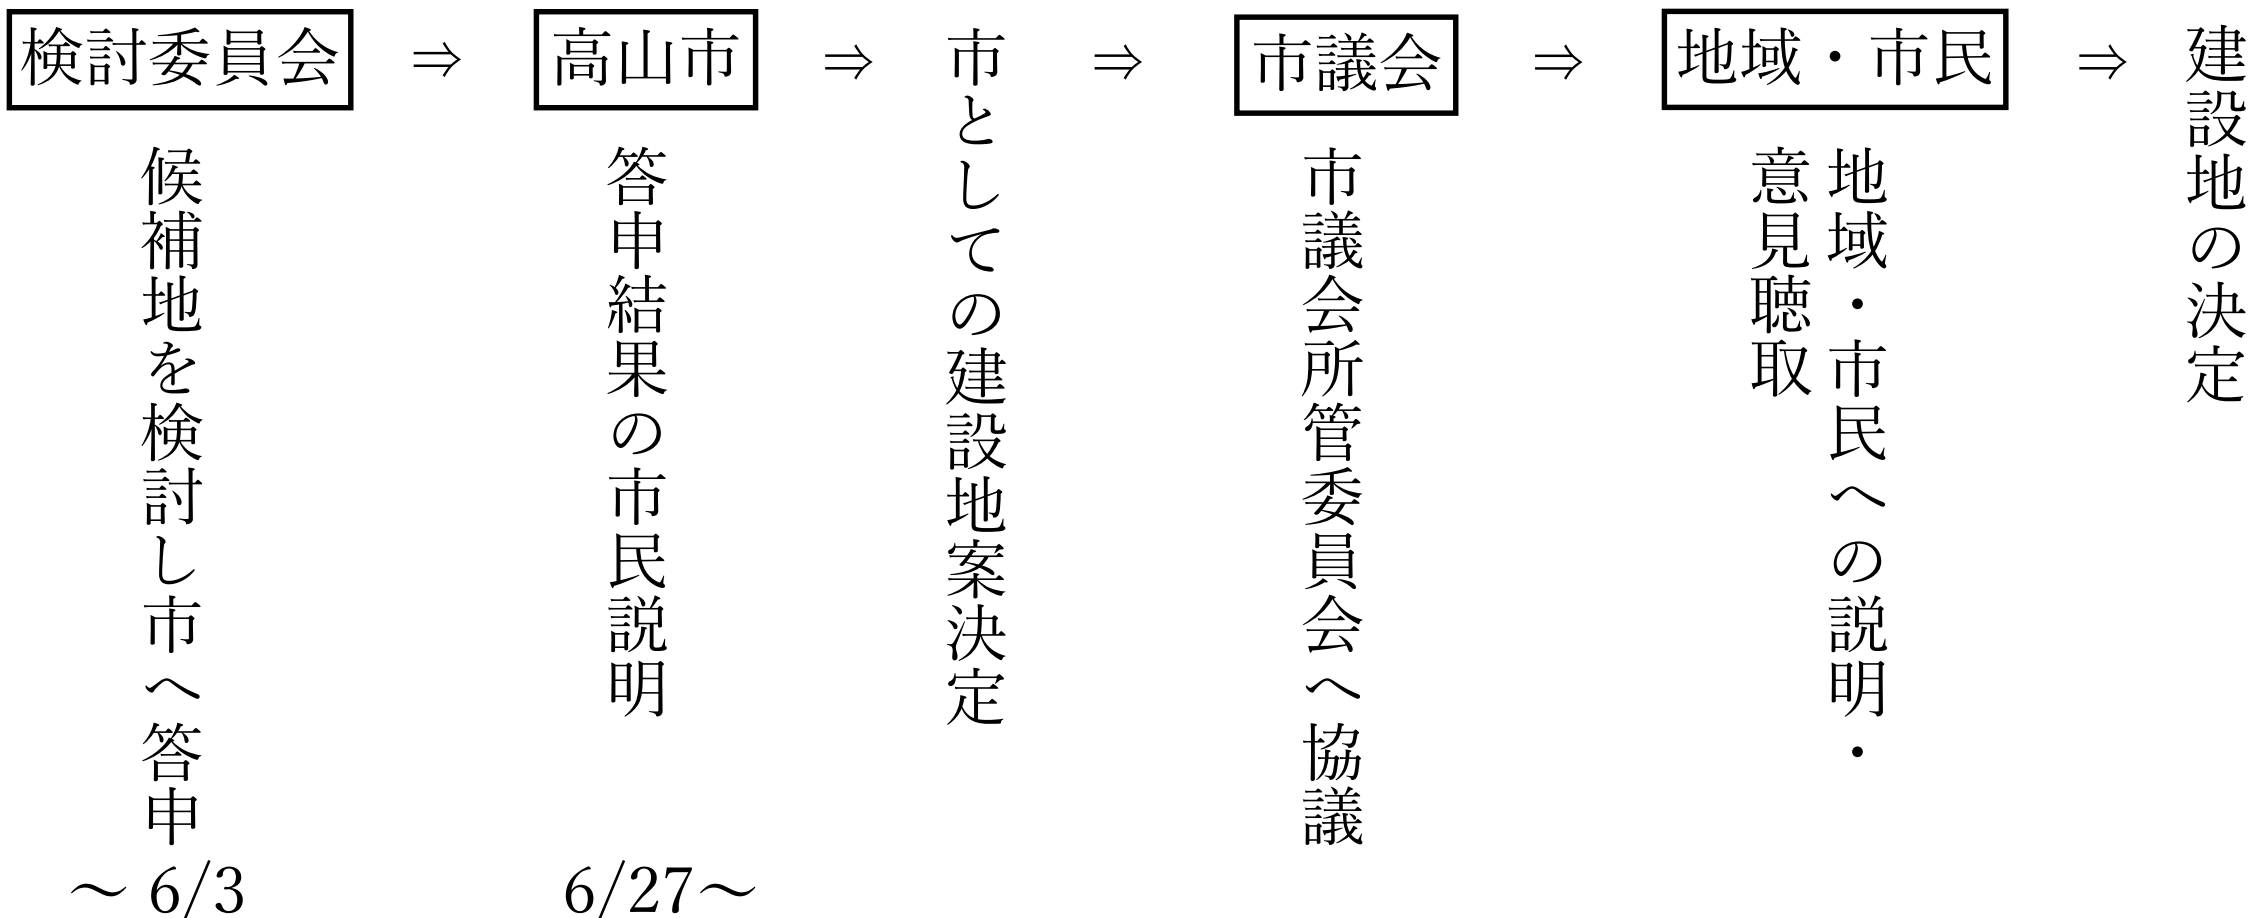 検討委員会
候補地を検討し市へ答申
～ 6/3
⇒
高山市
答申結果の市民説明
6/27～
⇒
市としての建設地案決定
⇒
市議会
市議会所管委員会へ協議
⇒
地域・市民
地域・市民への説明・
意見聴取
⇒
建設地の決定